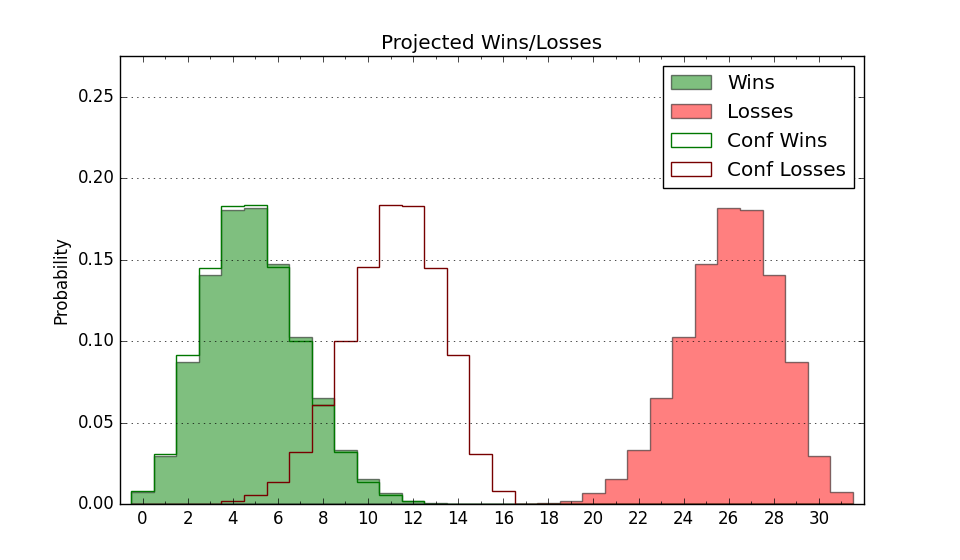 Projected Wins/Losses
Probability
0.25
0.20
0.15
0.10
0.05
0.00
0 2 4 6 8 10 12 14 16 18 20 22 24 26 28 30
Wins
Losses
Conf Wins
Conf Losses